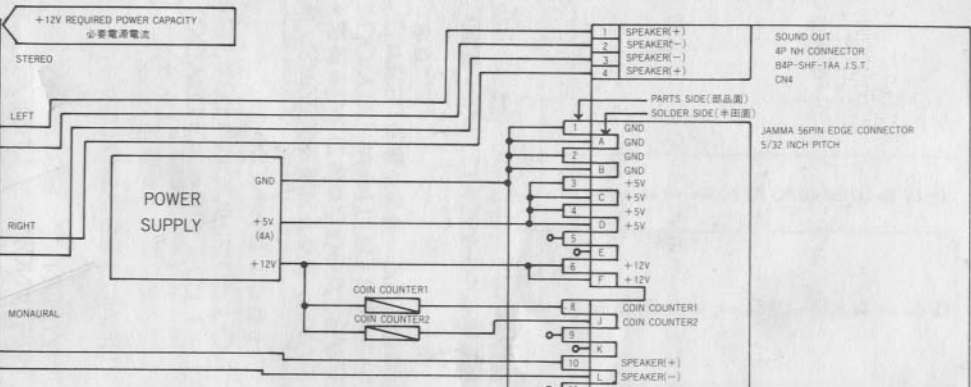 +12V REQUIRED POWER CAPACITY
必要電源電流
STEREO
LEFT
RIGHT
MONAURAL
POWER
SUPPLY
GND
+5V
(4A)
+12V
COIN COUNTER1
COIN COUNTER2
1 SPEAKER(+)
2 SPEAKER(-)
3 SPEAKER(-)
4 SPEAKER(+)
SOUND OUT
4P NH CONNECTOR
B4P-SHF-1AA J.S.T.
CN4
PARTS SIDE(部品面)
SOLDER SIDE(半田面)
JAMMA 56PIN EDGE CONNECTOR
5/32 INCH PITCH
1 GND
A GND
2 GND
B GND
3 +5V
C +5V
4 +5V
D +5V
5
E
6 +12V
F +12V
8 COIN COUNTER1
J COIN COUNTER2
9
K
10 SPEAKER(+)
L SPEAKER(-)